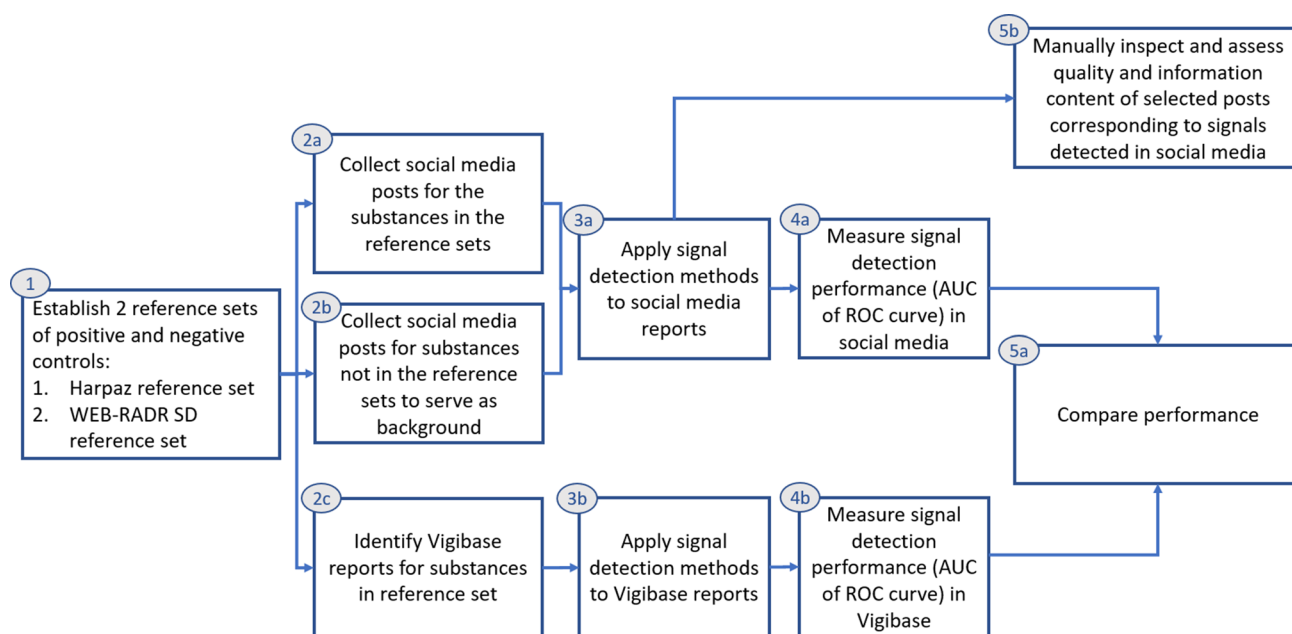 1
Establish 2 reference sets
of positive and negative
controls:
1. Harpaz reference set
2. WEB-RADR SD
reference set
2a
Collect social media
posts for the
substances in the
reference sets
2b
Collect social media
posts for substances
not in the reference
sets to serve as
background
2c
Identify Vigibase
reports for substances
in reference set
3a
Apply signal
detection methods
to social media
reports
3b
Apply signal
detection methods
to Vigibase reports
4a
Measure signal
detection
performance (AUC
of ROC curve) in
social media
4b
Measure signal
detection
performance (AUC
of ROC curve) in
Vigibase
5a
Compare performance
5b
Manually inspect and assess
quality and information
content of selected posts
corresponding to signals
detected in social media